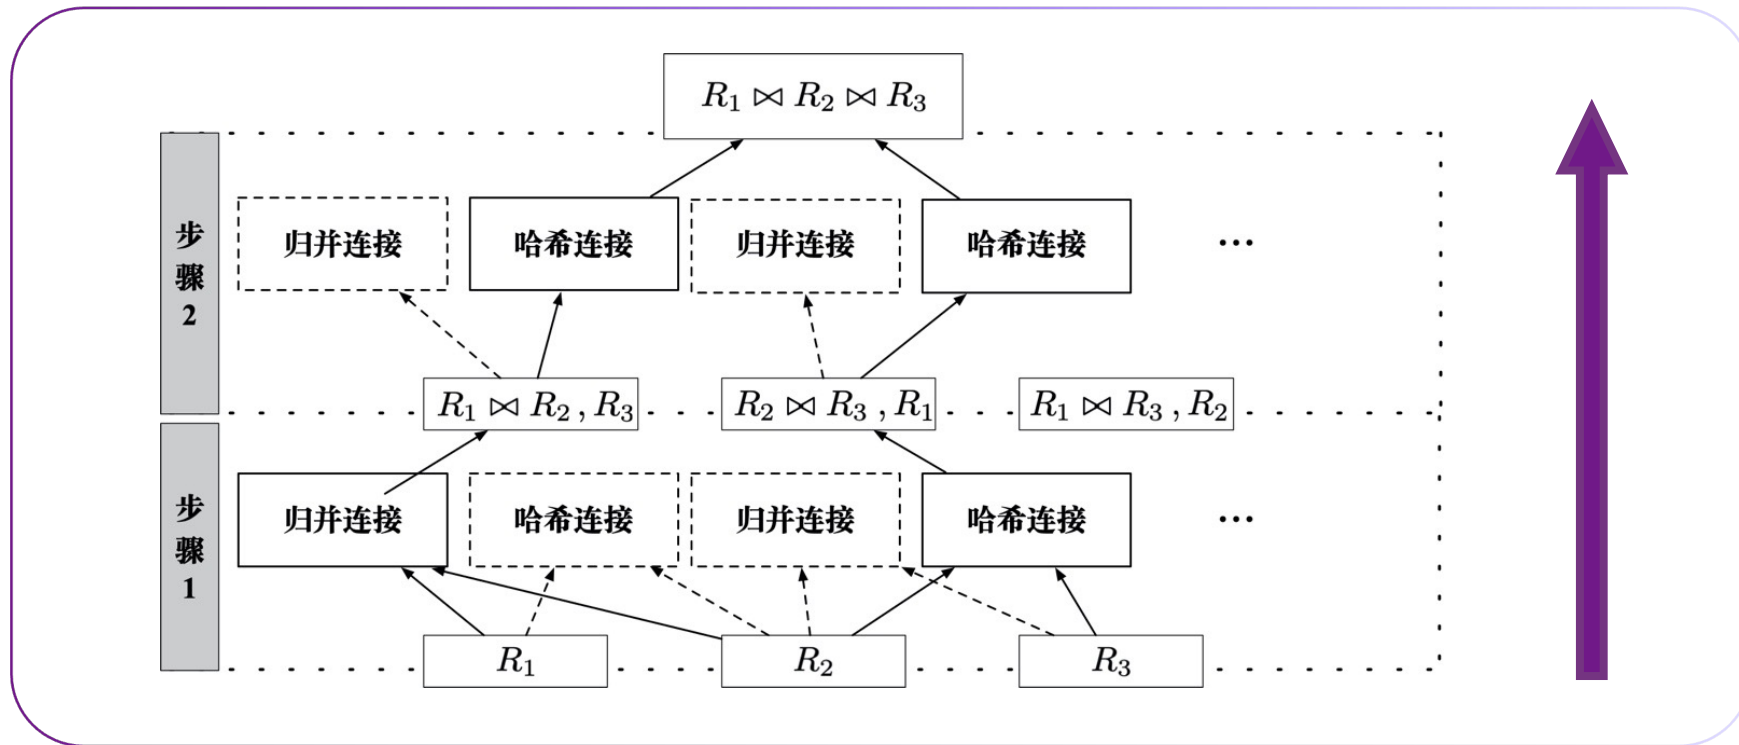 R₁ ⋈ R₂ ⋈ R₃
步骤2
归并连接 哈希连接 归并连接 哈希连接 ···
R₁ ⋈ R₂ , R₃ R₂ ⋈ R₃ , R₁ R₁ ⋈ R₃ , R₂
步骤1
归并连接 哈希连接 归并连接 哈希连接 ···
R₁ R₂ R₃